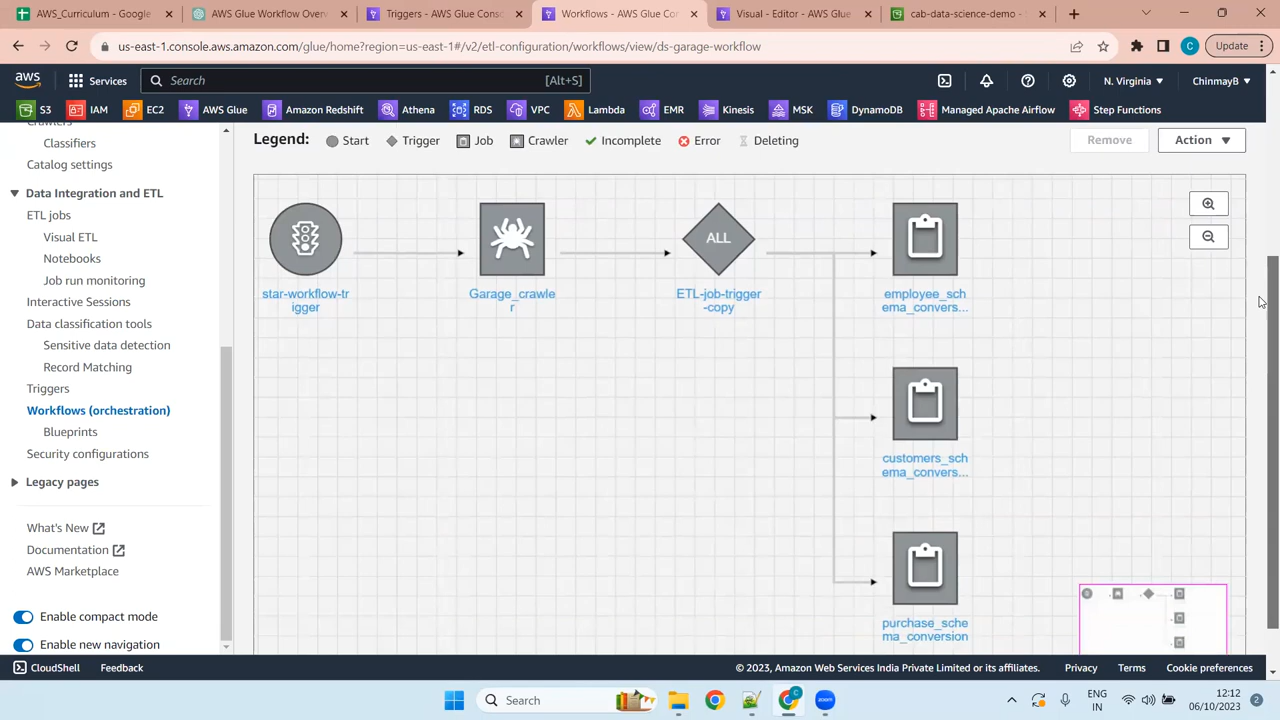 AWS_Curriculum - Google
AWS Glue Workflow Overv
Triggers - AWS Glue Cons
Workflows - AWS Glue Co
Visual - Editor - AWS Glue
cab-data-science-demo -
us-east-1.console.aws.amazon.com/glue/home?region=us-east-1#/v2/etl-configuration/workflows/view/ds-garage-workflow
C
Update
aws
Services
Search
[Alt+S]
N. Virginia
ChinmayB
S3
IAM
EC2
AWS Glue
Amazon Redshift
Athena
RDS
VPC
Lambda
EMR
Kinesis
MSK
DynamoDB
Managed Apache Airflow
Step Functions
Crawlers
Classifiers
Catalog settings
Data Integration and ETL
ETL jobs
Visual ETL
Notebooks
Job run monitoring
Interactive Sessions
Data classification tools
Sensitive data detection
Record Matching
Triggers
Workflows (orchestration)
Blueprints
Security configurations
Legacy pages
What's New
Documentation
AWS Marketplace
Enable compact mode
Enable new navigation
Legend:
Start
Trigger
Job
Crawler
Incomplete
Error
Deleting
Remove
Action
ALL
star-workflow-tr
igger
Garage_crawle
r
ETL-job-trigger
-copy
employee_sch
ema_convers...
customers_sch
ema_convers...
purchase_sche
ma_conversion
CloudShell
Feedback
© 2023, Amazon Web Services India Private Limited or its affiliates.
Privacy
Terms
Cookie preferences
Search
C
zoom
ENG
IN
12:12
06/10/2023
2